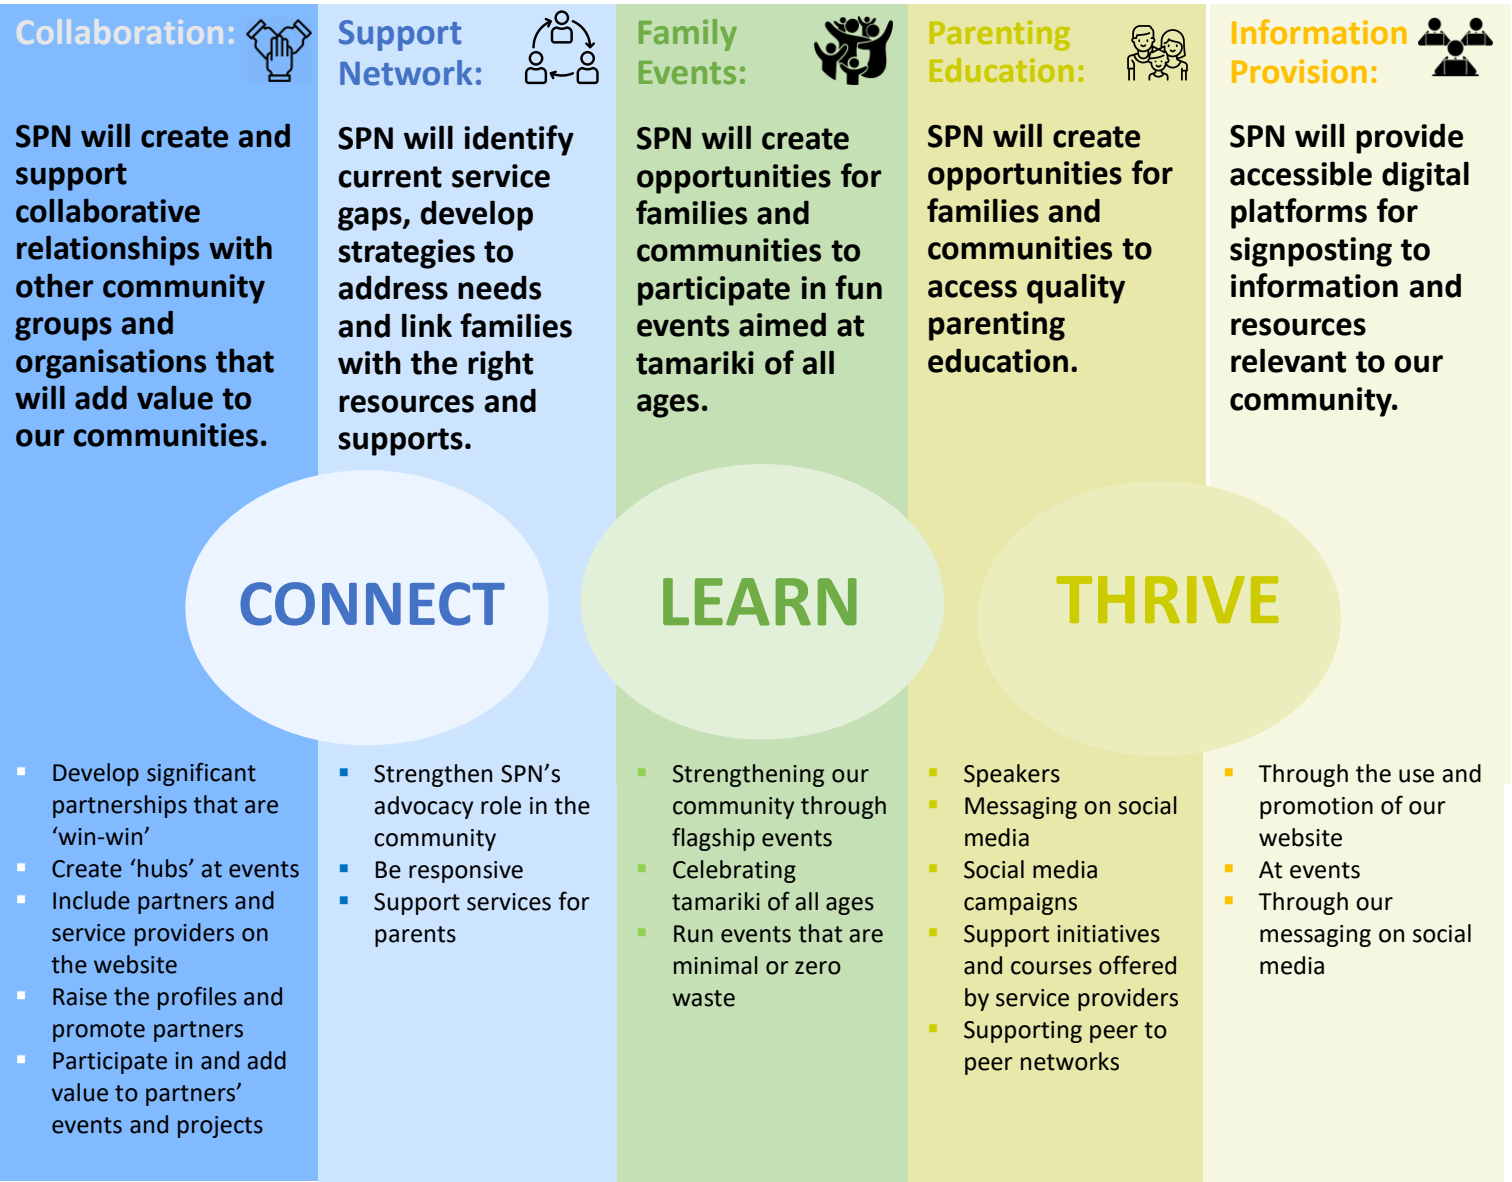 Collaboration:
SPN will create and
support
collaborative
relationships with
other community
groups and
organisations that
will add value to
our communities.
Support
Network:
SPN will identify
current service
gaps, develop
strategies to
address needs
and link families
with the right
resources and
supports.
Family
Events:
SPN will create
opportunities for
families and
communities to
participate in fun
events aimed at
tamariki of all
ages.
Parenting
Education:
SPN will create
opportunities for
families and
communities to
access quality
parenting
education.
Information
Provision:
SPN will provide
accessible digital
platforms for
signposting to
information and
resources
relevant to our
community.
CONNECT
LEARN
THRIVE
▪ Develop significant
partnerships that are
‘win-win’
▪ Create ‘hubs’ at events
▪ Include partners and
service providers on
the website
▪ Raise the profiles and
promote partners
▪ Participate in and add
value to partners’
events and projects
▪ Strengthen SPN’s
advocacy role in the
community
▪ Be responsive
▪ Support services for
parents
▪ Strengthening our
community through
flagship events
▪ Celebrating
tamariki of all ages
▪ Run events that are
minimal or zero
waste
▪ Speakers
▪ Messaging on social
media
▪ Social media
campaigns
▪ Support initiatives
and courses offered
by service providers
▪ Supporting peer to
peer networks
▪ Through the use and
promotion of our
website
▪ At events
▪ Through our
messaging on social
media